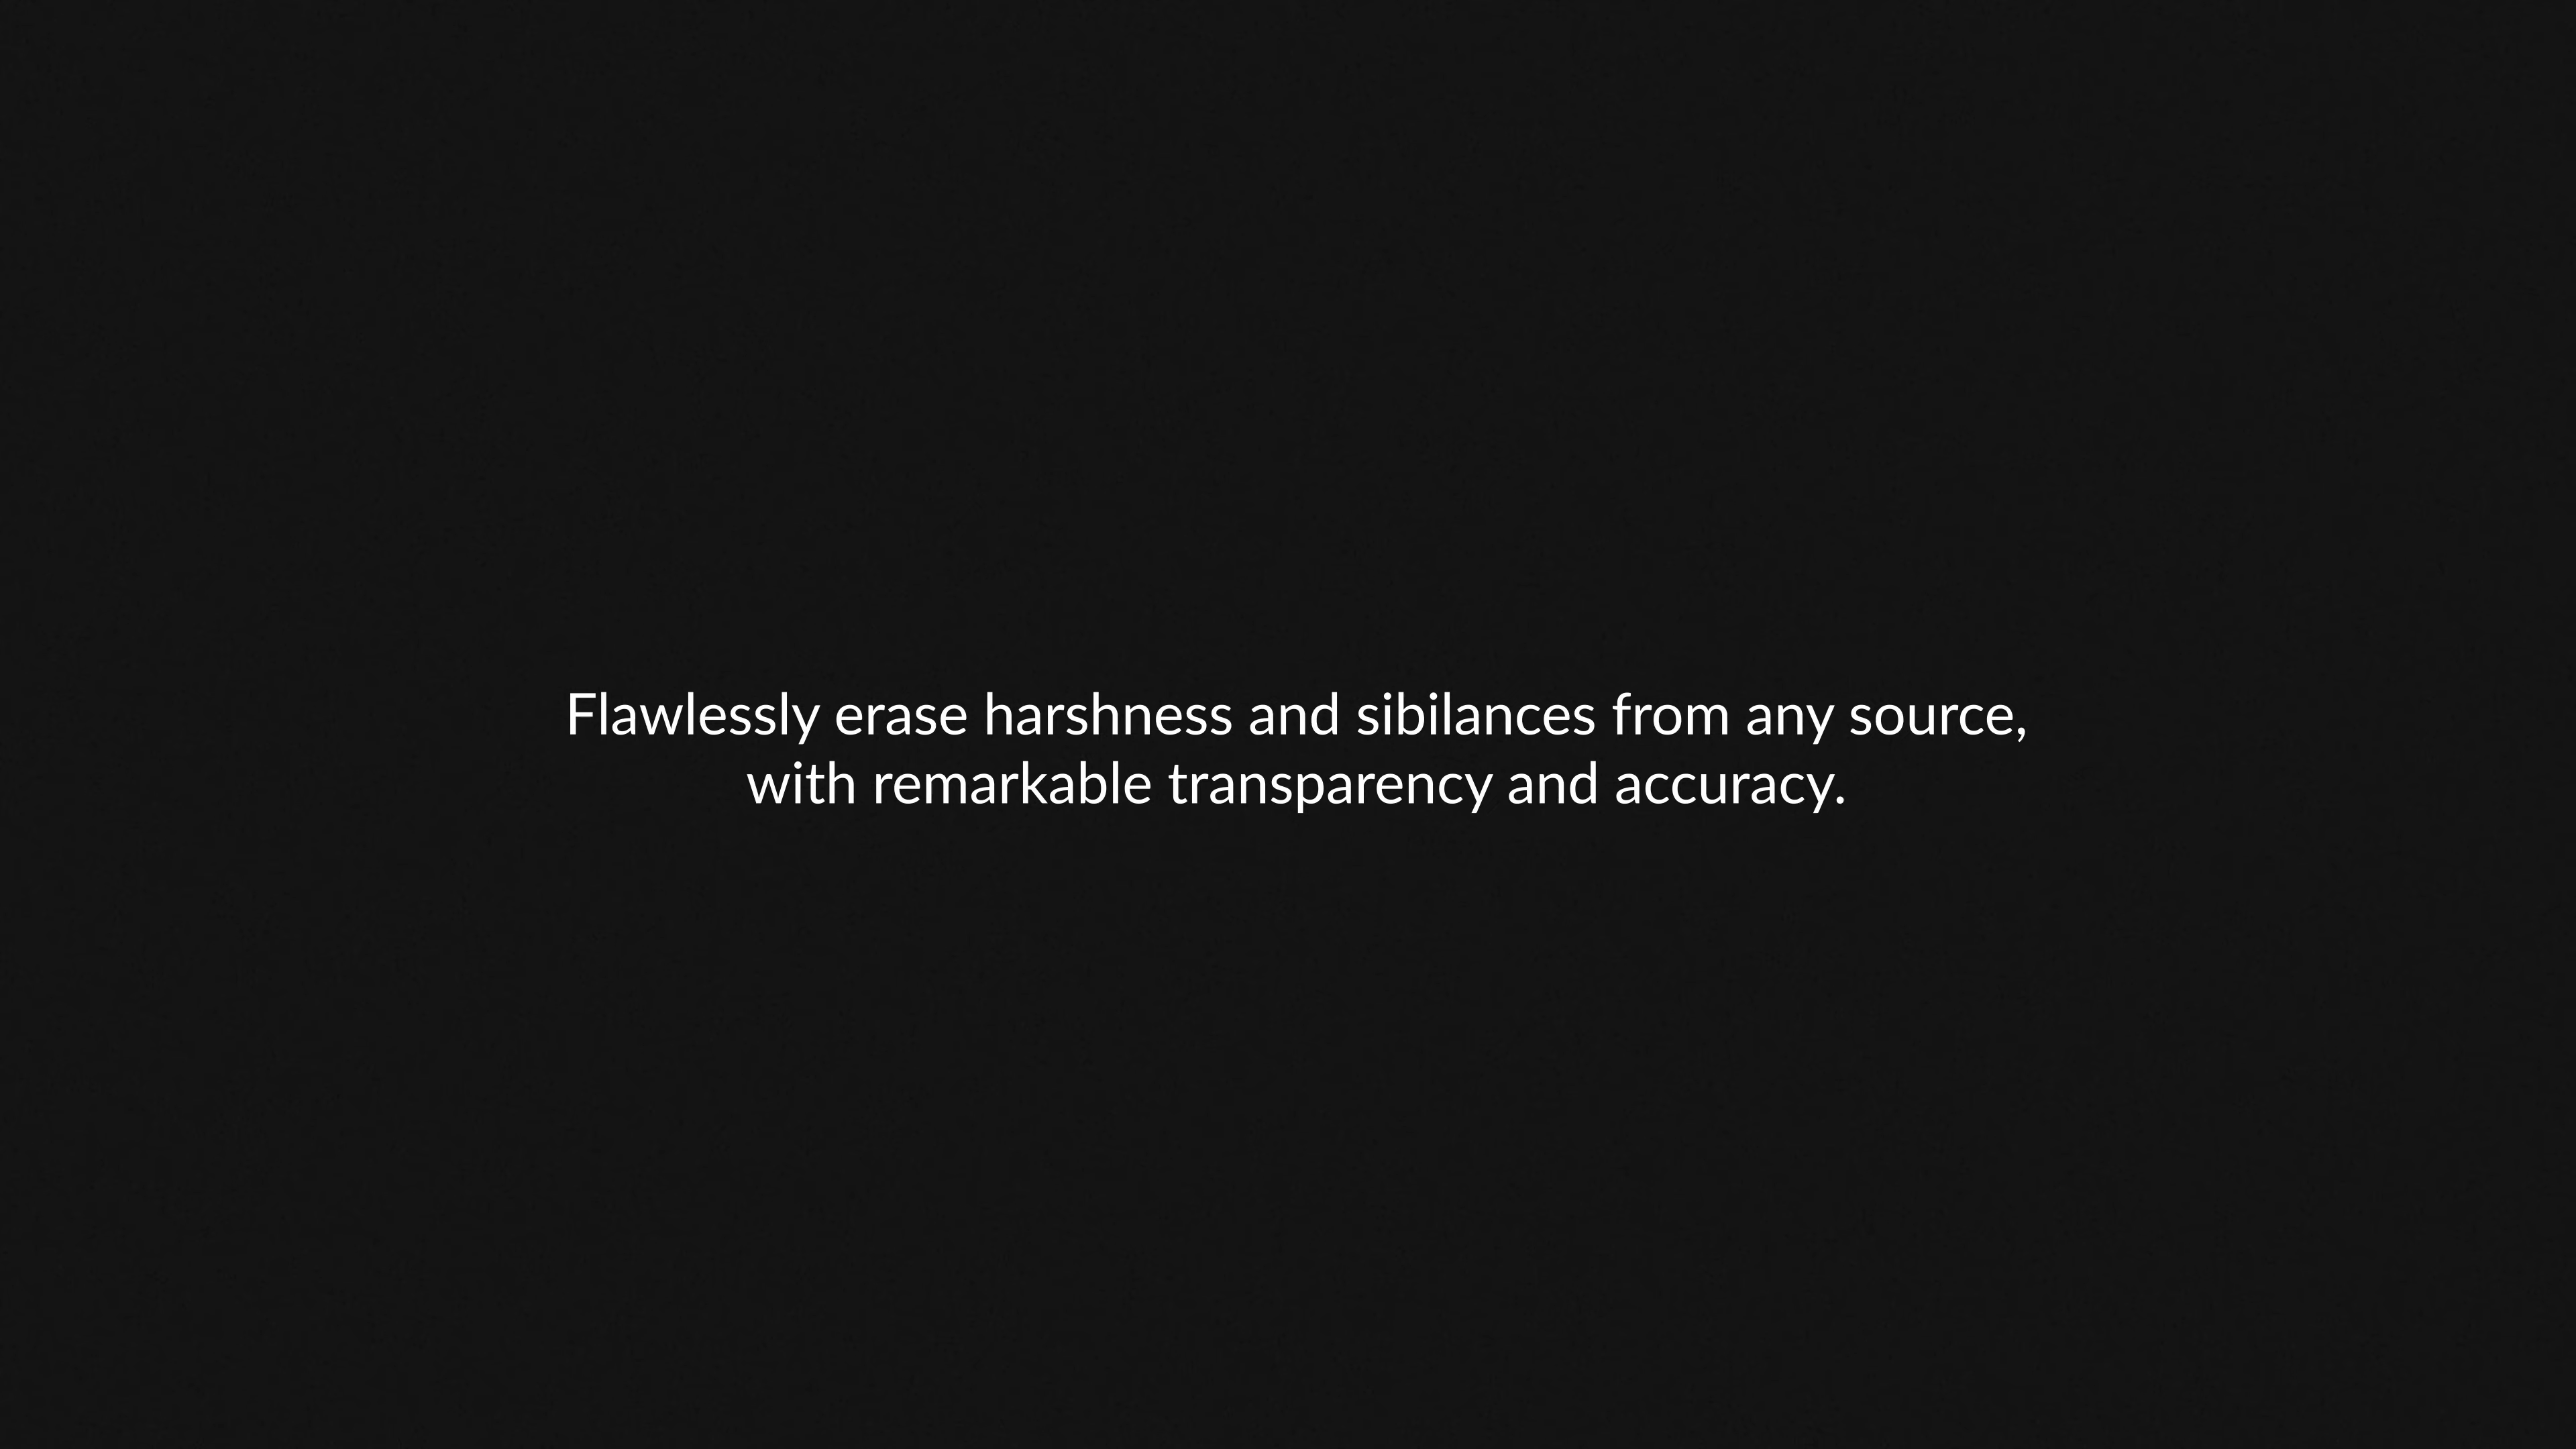 Flawlessly erase harshness and sibilances from any source,
with remarkable transparency and accuracy.